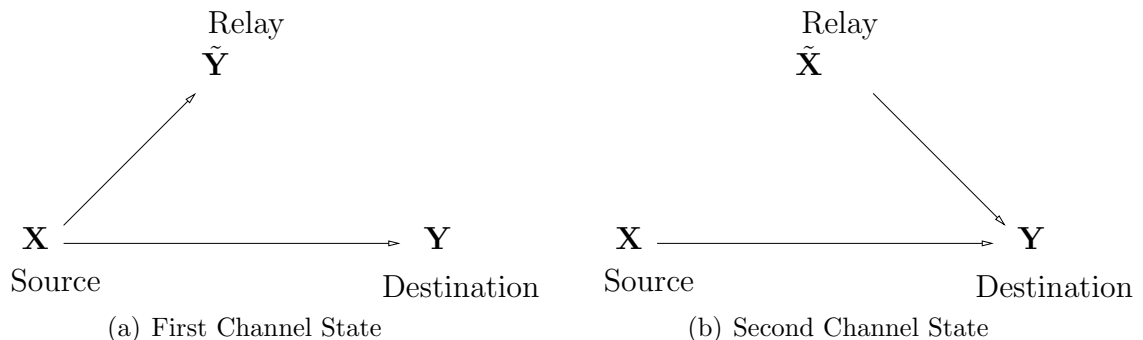 Relay
Ỹ
X
Y
Source
Destination
(a) First Channel State
Relay
X̃
X
Y
Source
Destination
(b) Second Channel State